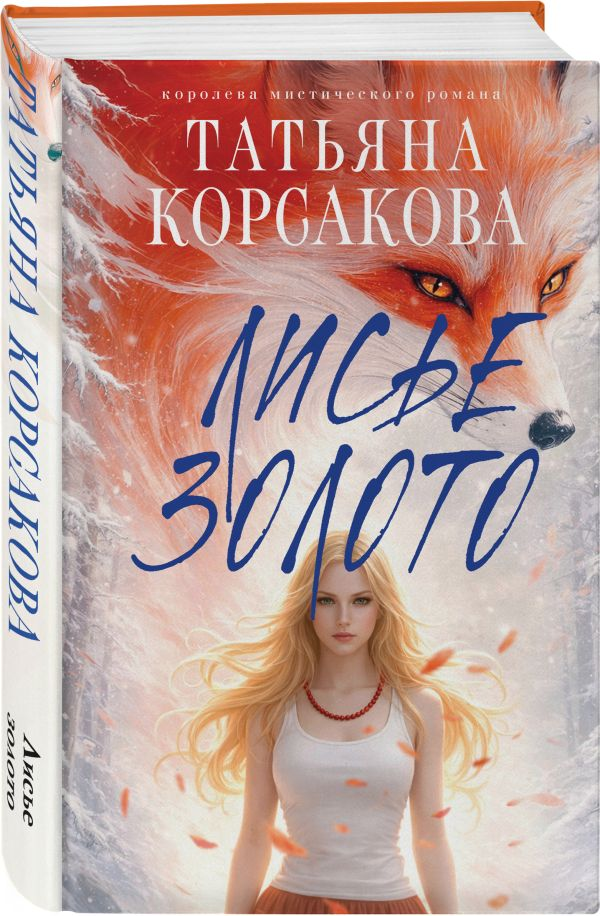 королева мистического романа
ТАТЬЯНА
КОРСАКОВА
ЛИСЬЕ
ЗОЛОТО
ТАТЬЯНА КОРСАКОВА
Лисье
золото